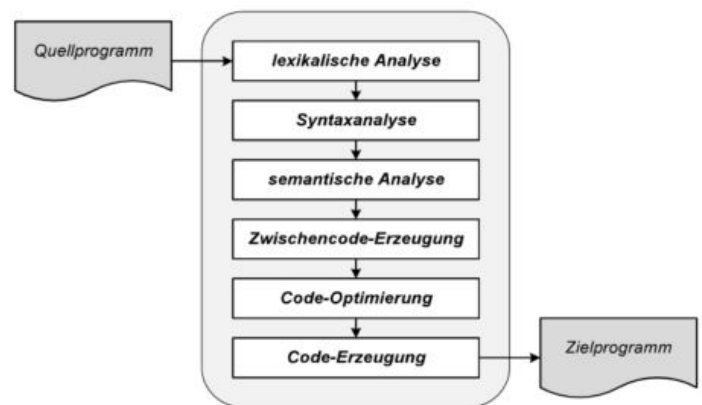 Quellprogramm
lexikalische Analyse
Syntaxanalyse
semantische Analyse
Zwischencode-Erzeugung
Code-Optimierung
Code-Erzeugung
Zielprogramm